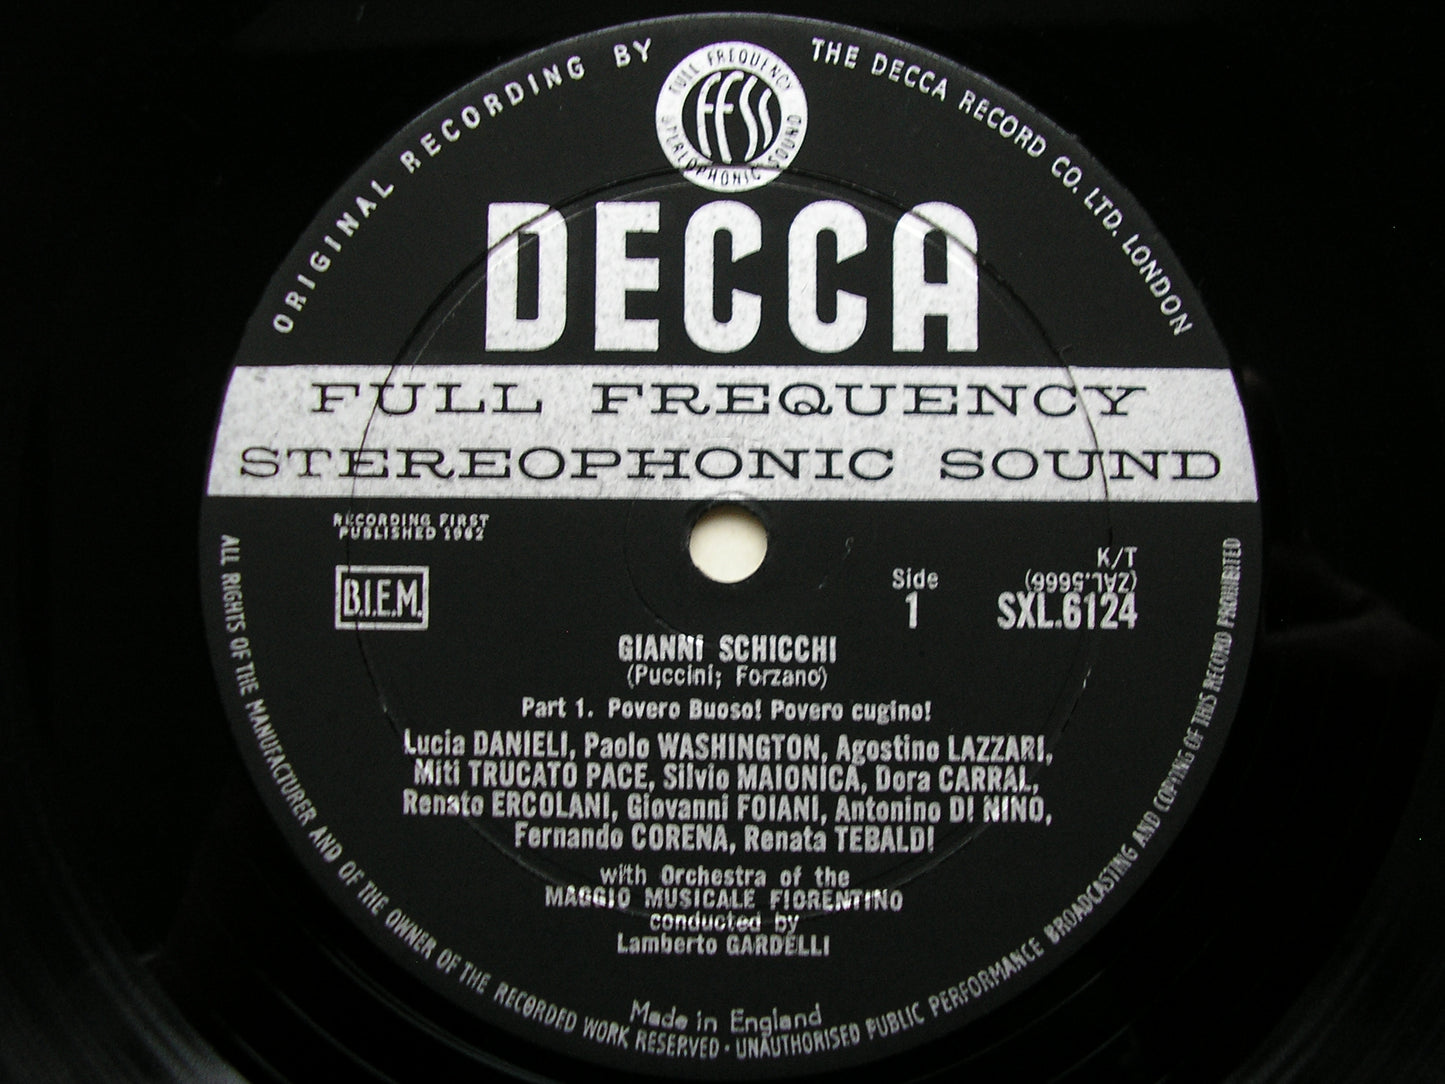 ORIGINAL RECORDING BY THE DECCA RECORD CO. LTD. LONDON
FULL FREQUENCY
FFSS
STEREOPHONIC SOUND
DECCA
FULL FREQUENCY
STEREOPHONIC SOUND
RECORDING FIRST
PUBLISHED 1962
B.I.E.M.
K/T
Side
(ZAL.5666)
1
SXL.6124
GIANNI SCHICCHI
(Puccini; Forzano)
Part 1. Povero Buoso! Povero cugino!
Lucia DANIELI, Paolo WASHINGTON, Agostino LAZZARI,
Miti TRUCATO PACE, Silvio MAIONICA, Dora CARRAL,
Renato ERCOLANI, Giovanni FOIANI, Antonino DI NINO,
Fernando CORENA, Renata TEBALDI
with Orchestra of the
MAGGIO MUSICALE FIORENTINO
conducted by
Lamberto GARDELLI
Made in England
ALL RIGHTS OF THE MANUFACTURER AND OF THE OWNER OF THE RECORDED WORK RESERVED · UNAUTHORISED PUBLIC PERFORMANCE BROADCASTING AND COPYING OF THIS RECORD PROHIBITED